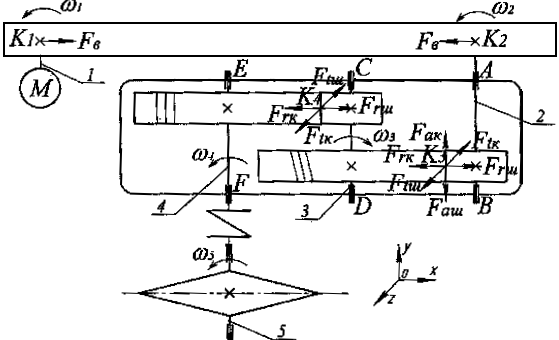 ω₁ ω₂
K1 Fв Fв K2
1 M
E Ftш C A
K4 Frк Frш 2
Ftк ω₃ Faк Ftк
ω₄ Frк K3 Frш
4 F 3 D Ftш Faш B
ω₅ y
0 x
z
5